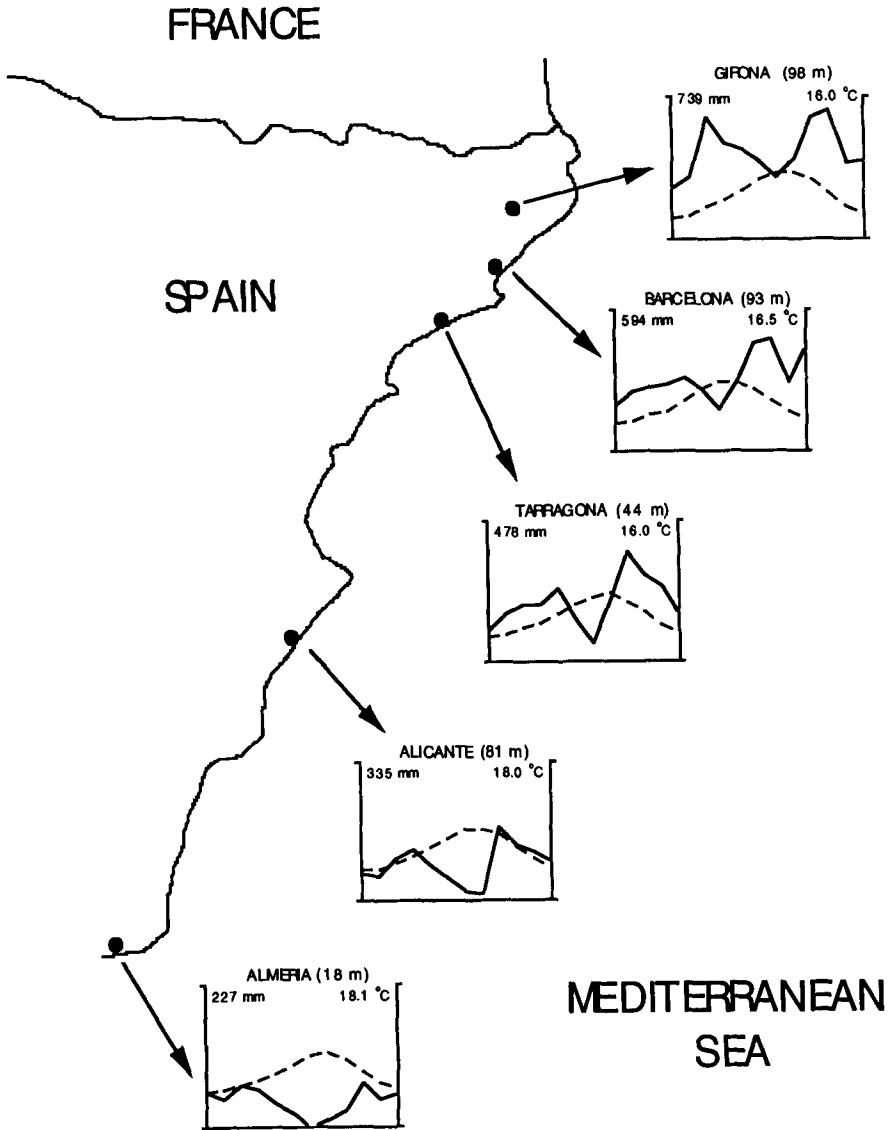 FRANCE
GIRONA (98 m)
739 mm 16.0 °C
SPAIN
BARCELONA (93 m)
594 mm 16.5 °C
TARRAGONA (44 m)
478 mm 16.0 °C
ALICANTE (81 m)
335 mm 18.0 °C
ALMERIA (18 m)
227 mm 18.1 °C
MEDITERRANEAN
SEA